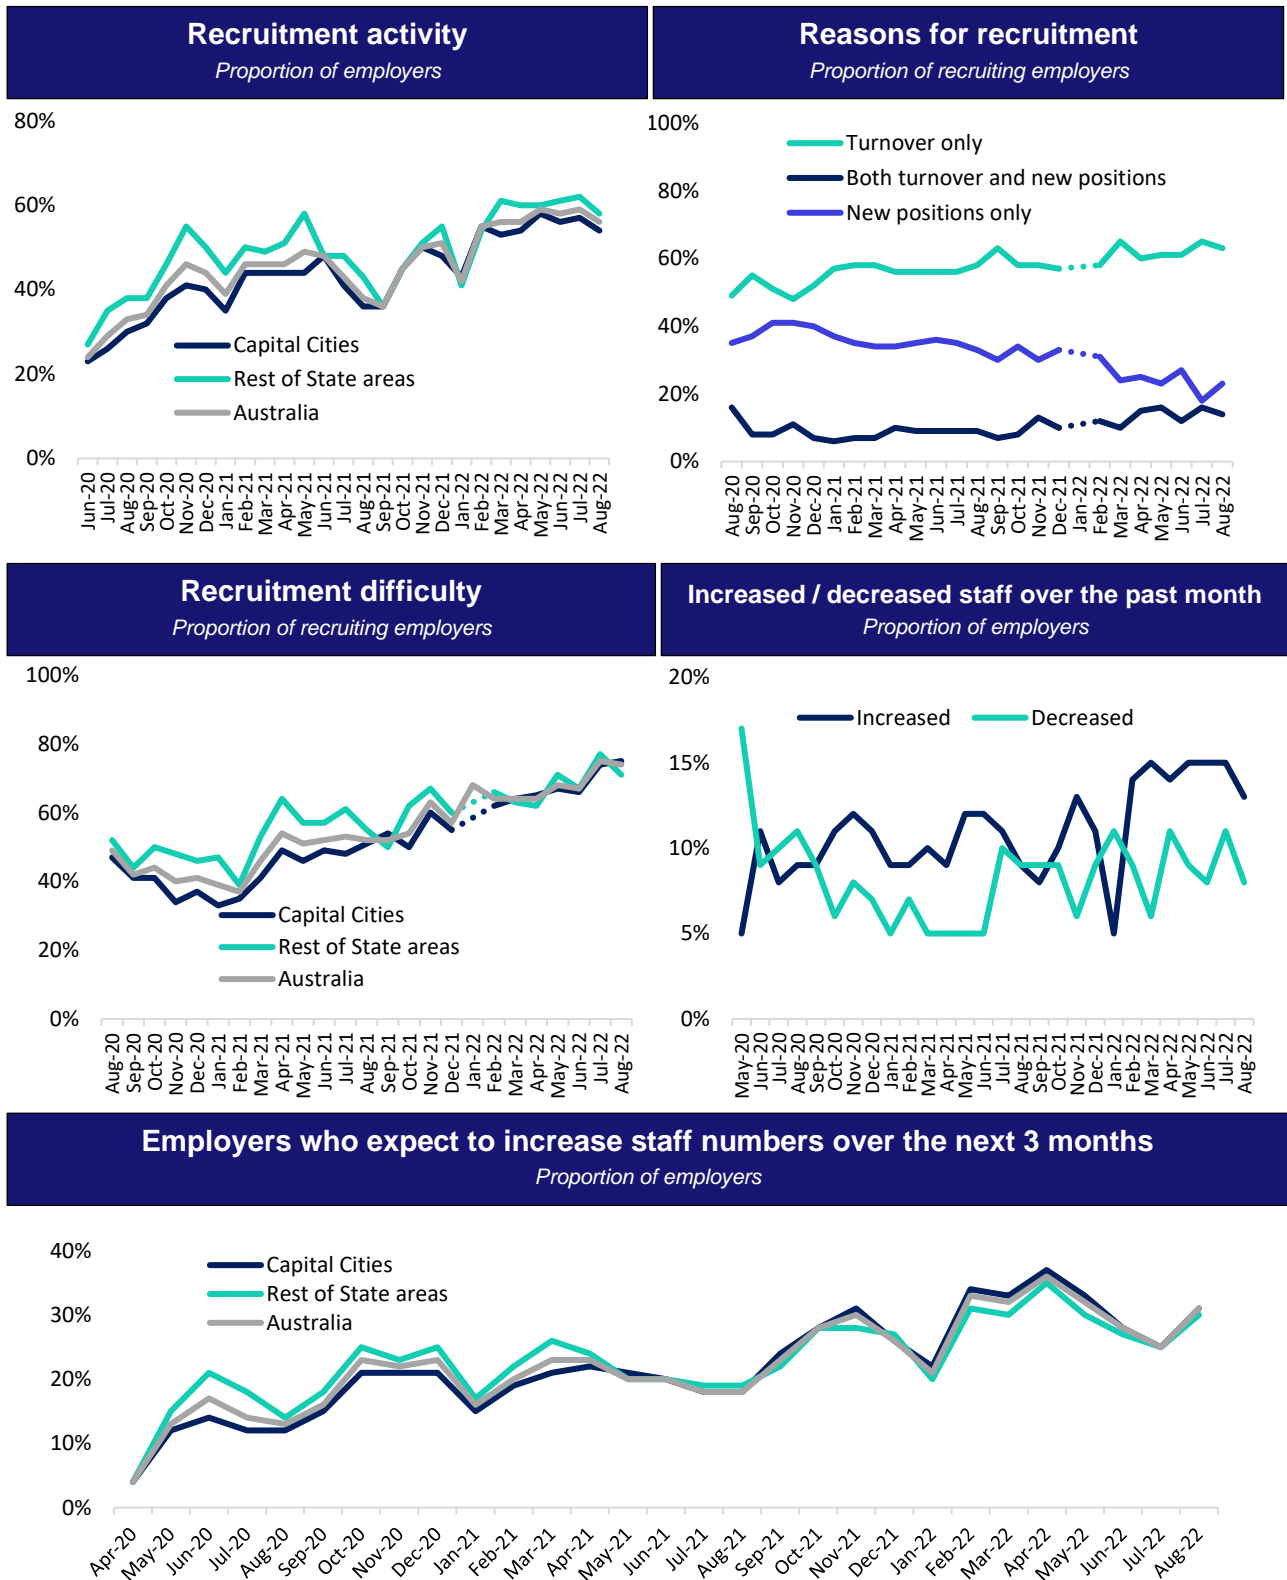 Recruitment activity
Proportion of employers
80%
60%
40%
20%
0%
Capital Cities
Rest of State areas
Australia
Jun-20
Jul-20
Aug-20
Sep-20
Oct-20
Nov-20
Dec-20
Jan-21
Feb-21
Mar-21
Apr-21
May-21
Jun-21
Jul-21
Aug-21
Sep-21
Oct-21
Nov-21
Dec-21
Jan-22
Feb-22
Mar-22
Apr-22
May-22
Jun-22
Jul-22
Aug-22
Reasons for recruitment
Proportion of recruiting employers
100%
80%
60%
40%
20%
0%
Turnover only
Both turnover and new positions
New positions only
Aug-20
Sep-20
Oct-20
Nov-20
Dec-20
Jan-21
Feb-21
Mar-21
Apr-21
May-21
Jun-21
Jul-21
Aug-21
Sep-21
Oct-21
Nov-21
Dec-21
Jan-22
Feb-22
Mar-22
Apr-22
May-22
Jun-22
Jul-22
Aug-22
Recruitment difficulty
Proportion of recruiting employers
100%
80%
60%
40%
20%
0%
Capital Cities
Rest of State areas
Australia
Aug-20
Sep-20
Oct-20
Nov-20
Dec-20
Jan-21
Feb-21
Mar-21
Apr-21
May-21
Jun-21
Jul-21
Aug-21
Sep-21
Oct-21
Nov-21
Dec-21
Jan-22
Feb-22
Mar-22
Apr-22
May-22
Jun-22
Jul-22
Aug-22
Increased / decreased staff over the past month
Proportion of employers
20%
15%
10%
5%
0%
Increased
Decreased
May-20
Jun-20
Jul-20
Aug-20
Sep-20
Oct-20
Nov-20
Dec-20
Jan-21
Feb-21
Mar-21
Apr-21
May-21
Jun-21
Jul-21
Aug-21
Sep-21
Oct-21
Nov-21
Dec-21
Jan-22
Feb-22
Mar-22
Apr-22
May-22
Jun-22
Jul-22
Aug-22
Employers who expect to increase staff numbers over the next 3 months
Proportion of employers
40%
30%
20%
10%
0%
Capital Cities
Rest of State areas
Australia
Apr-20
May-20
Jun-20
Jul-20
Aug-20
Sep-20
Oct-20
Nov-20
Dec-20
Jan-21
Feb-21
Mar-21
Apr-21
May-21
Jun-21
Jul-21
Aug-21
Sep-21
Oct-21
Nov-21
Dec-21
Jan-22
Feb-22
Mar-22
Apr-22
May-22
Jun-22
Jul-22
Aug-22